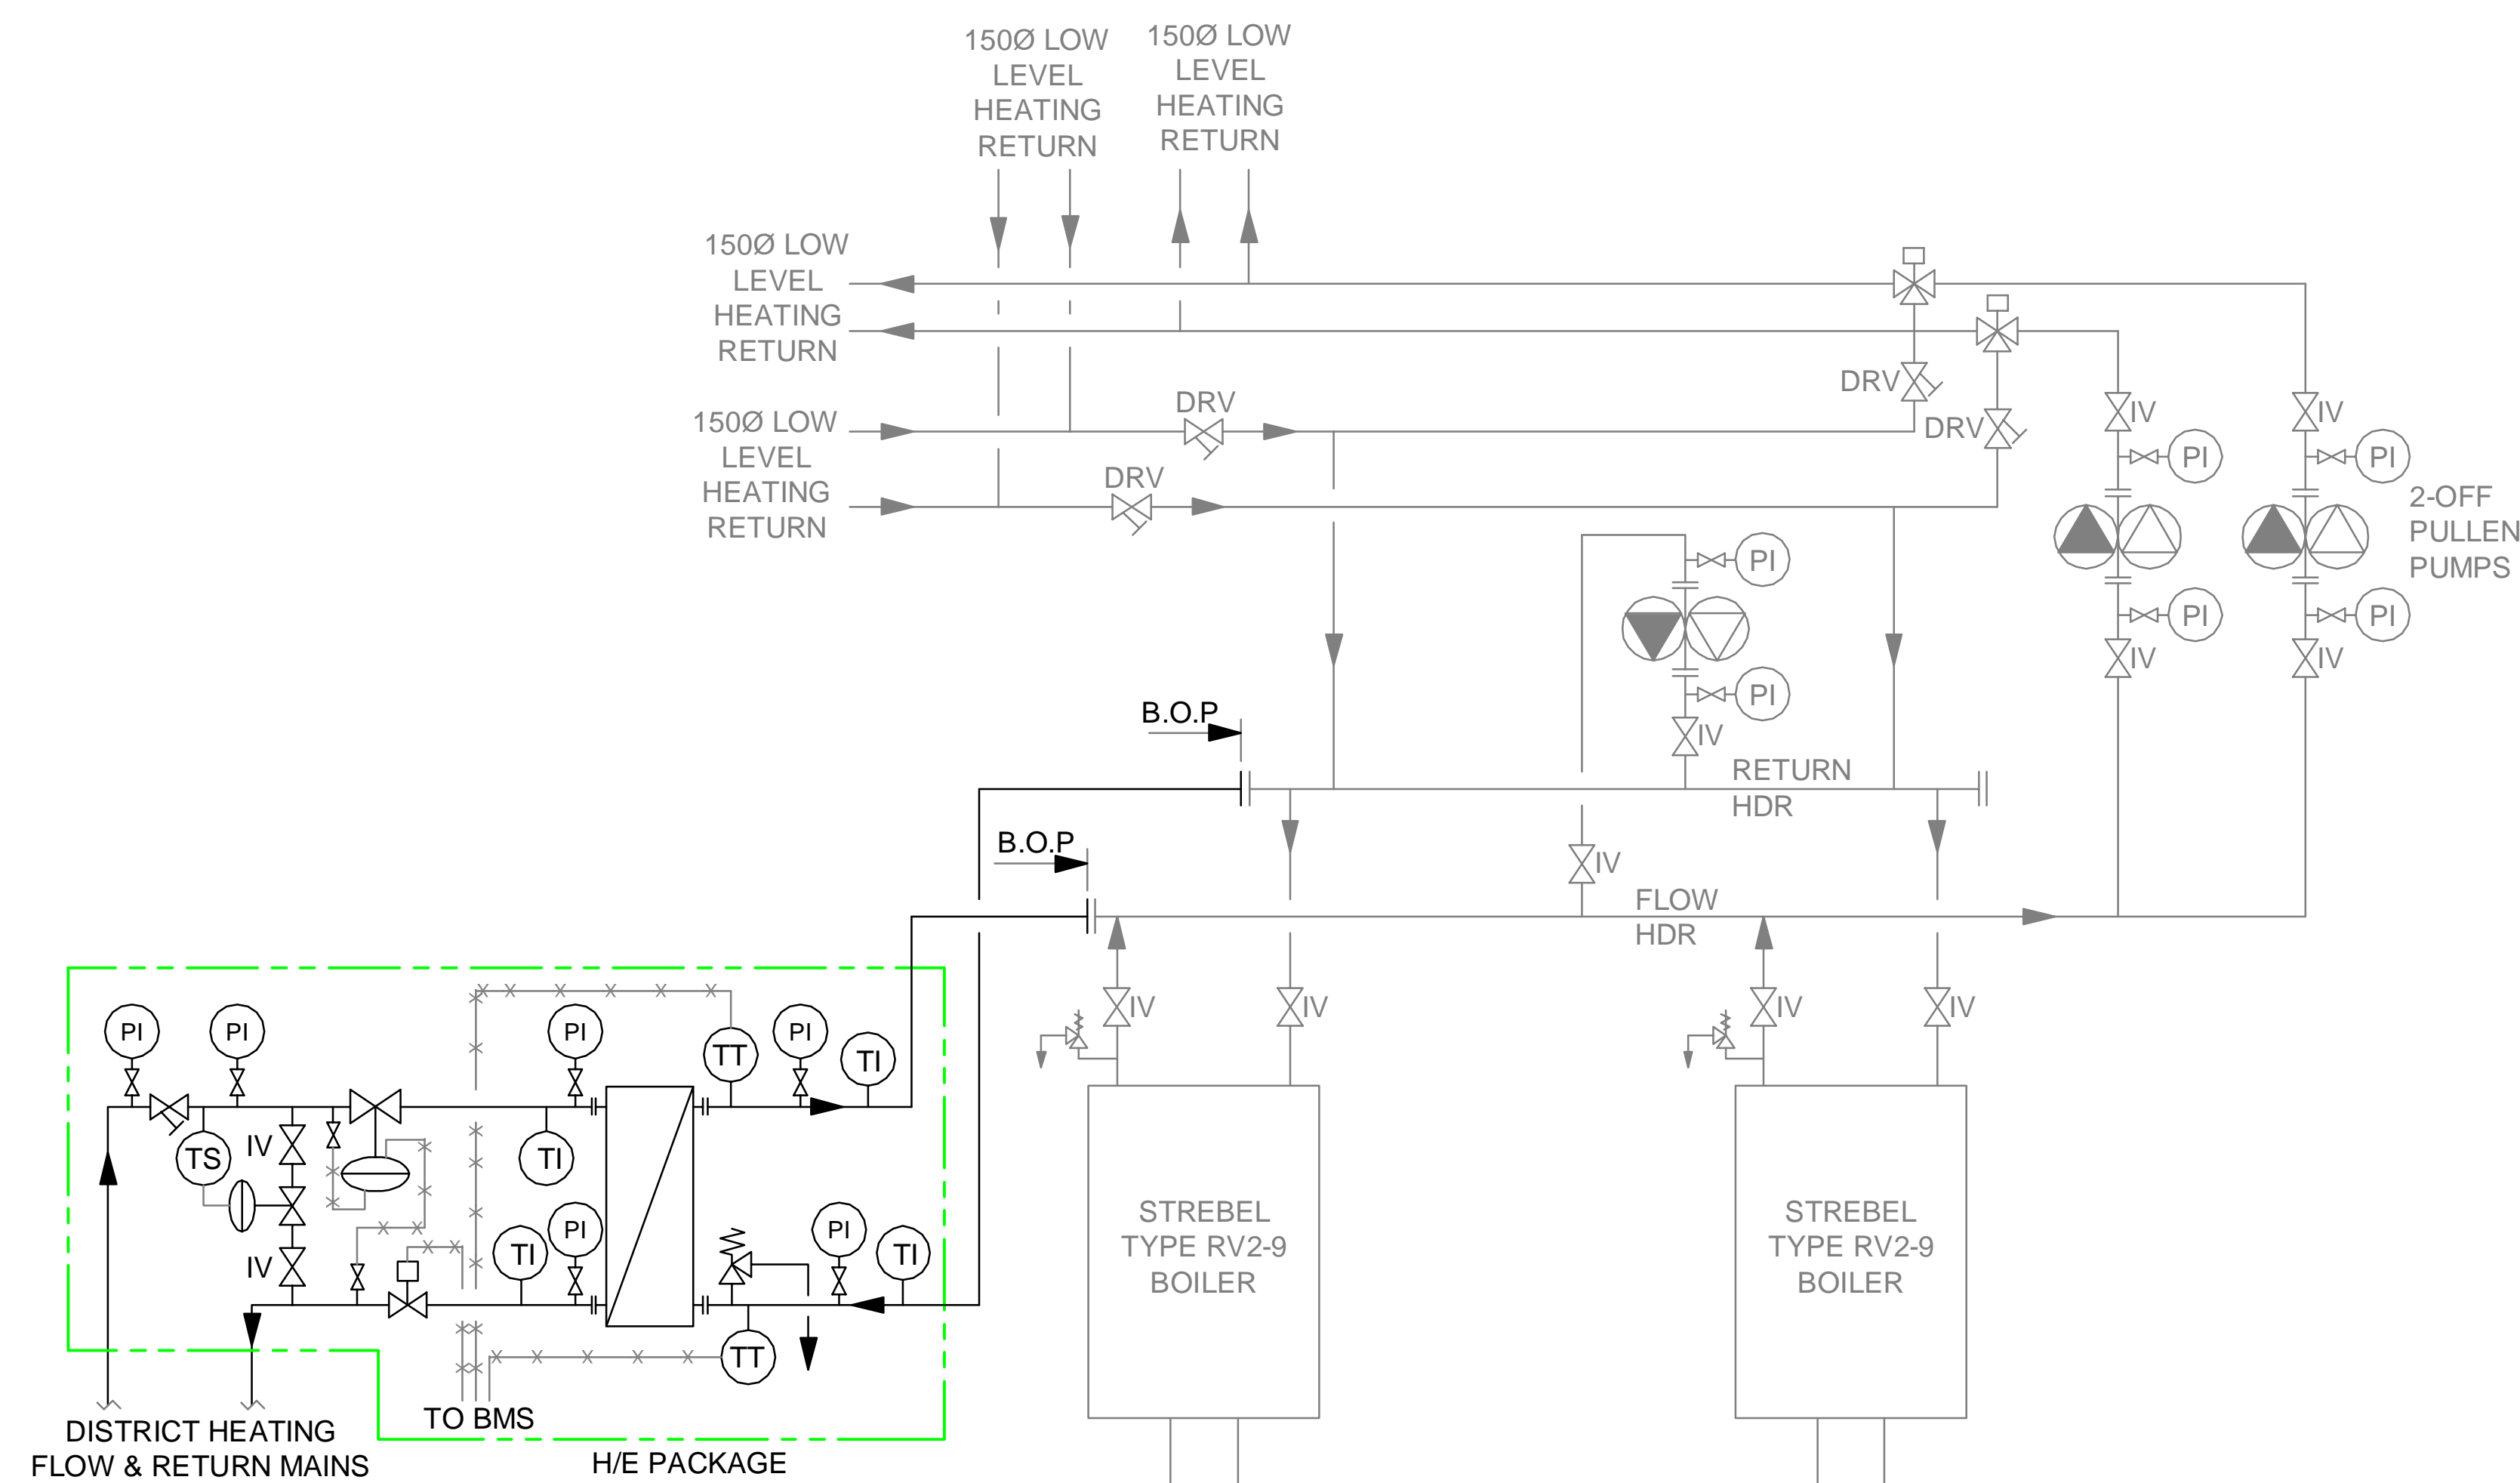 150Ø LOW
LEVEL
HEATING
RETURN
150Ø LOW
LEVEL
HEATING
RETURN
150Ø LOW
LEVEL
HEATING
RETURN
150Ø LOW
LEVEL
HEATING
RETURN
DRV
DRV
DRV
DRV
IV
IV
PI
PI
2-OFF
PULLEN
PUMPS
PI
PI
PI
PI
IV
IV
IV
B.O.P
RETURN
HDR
B.O.P
IV
FLOW
HDR
IV
IV
IV
IV
PI
PI
PI
TT
PI
TI
TS
IV
TI
IV
TI
PI
PI
TI
TT
STREBEL
TYPE RV2-9
BOILER
STREBEL
TYPE RV2-9
BOILER
TO BMS
DISTRICT HEATING
FLOW & RETURN MAINS
H/E PACKAGE